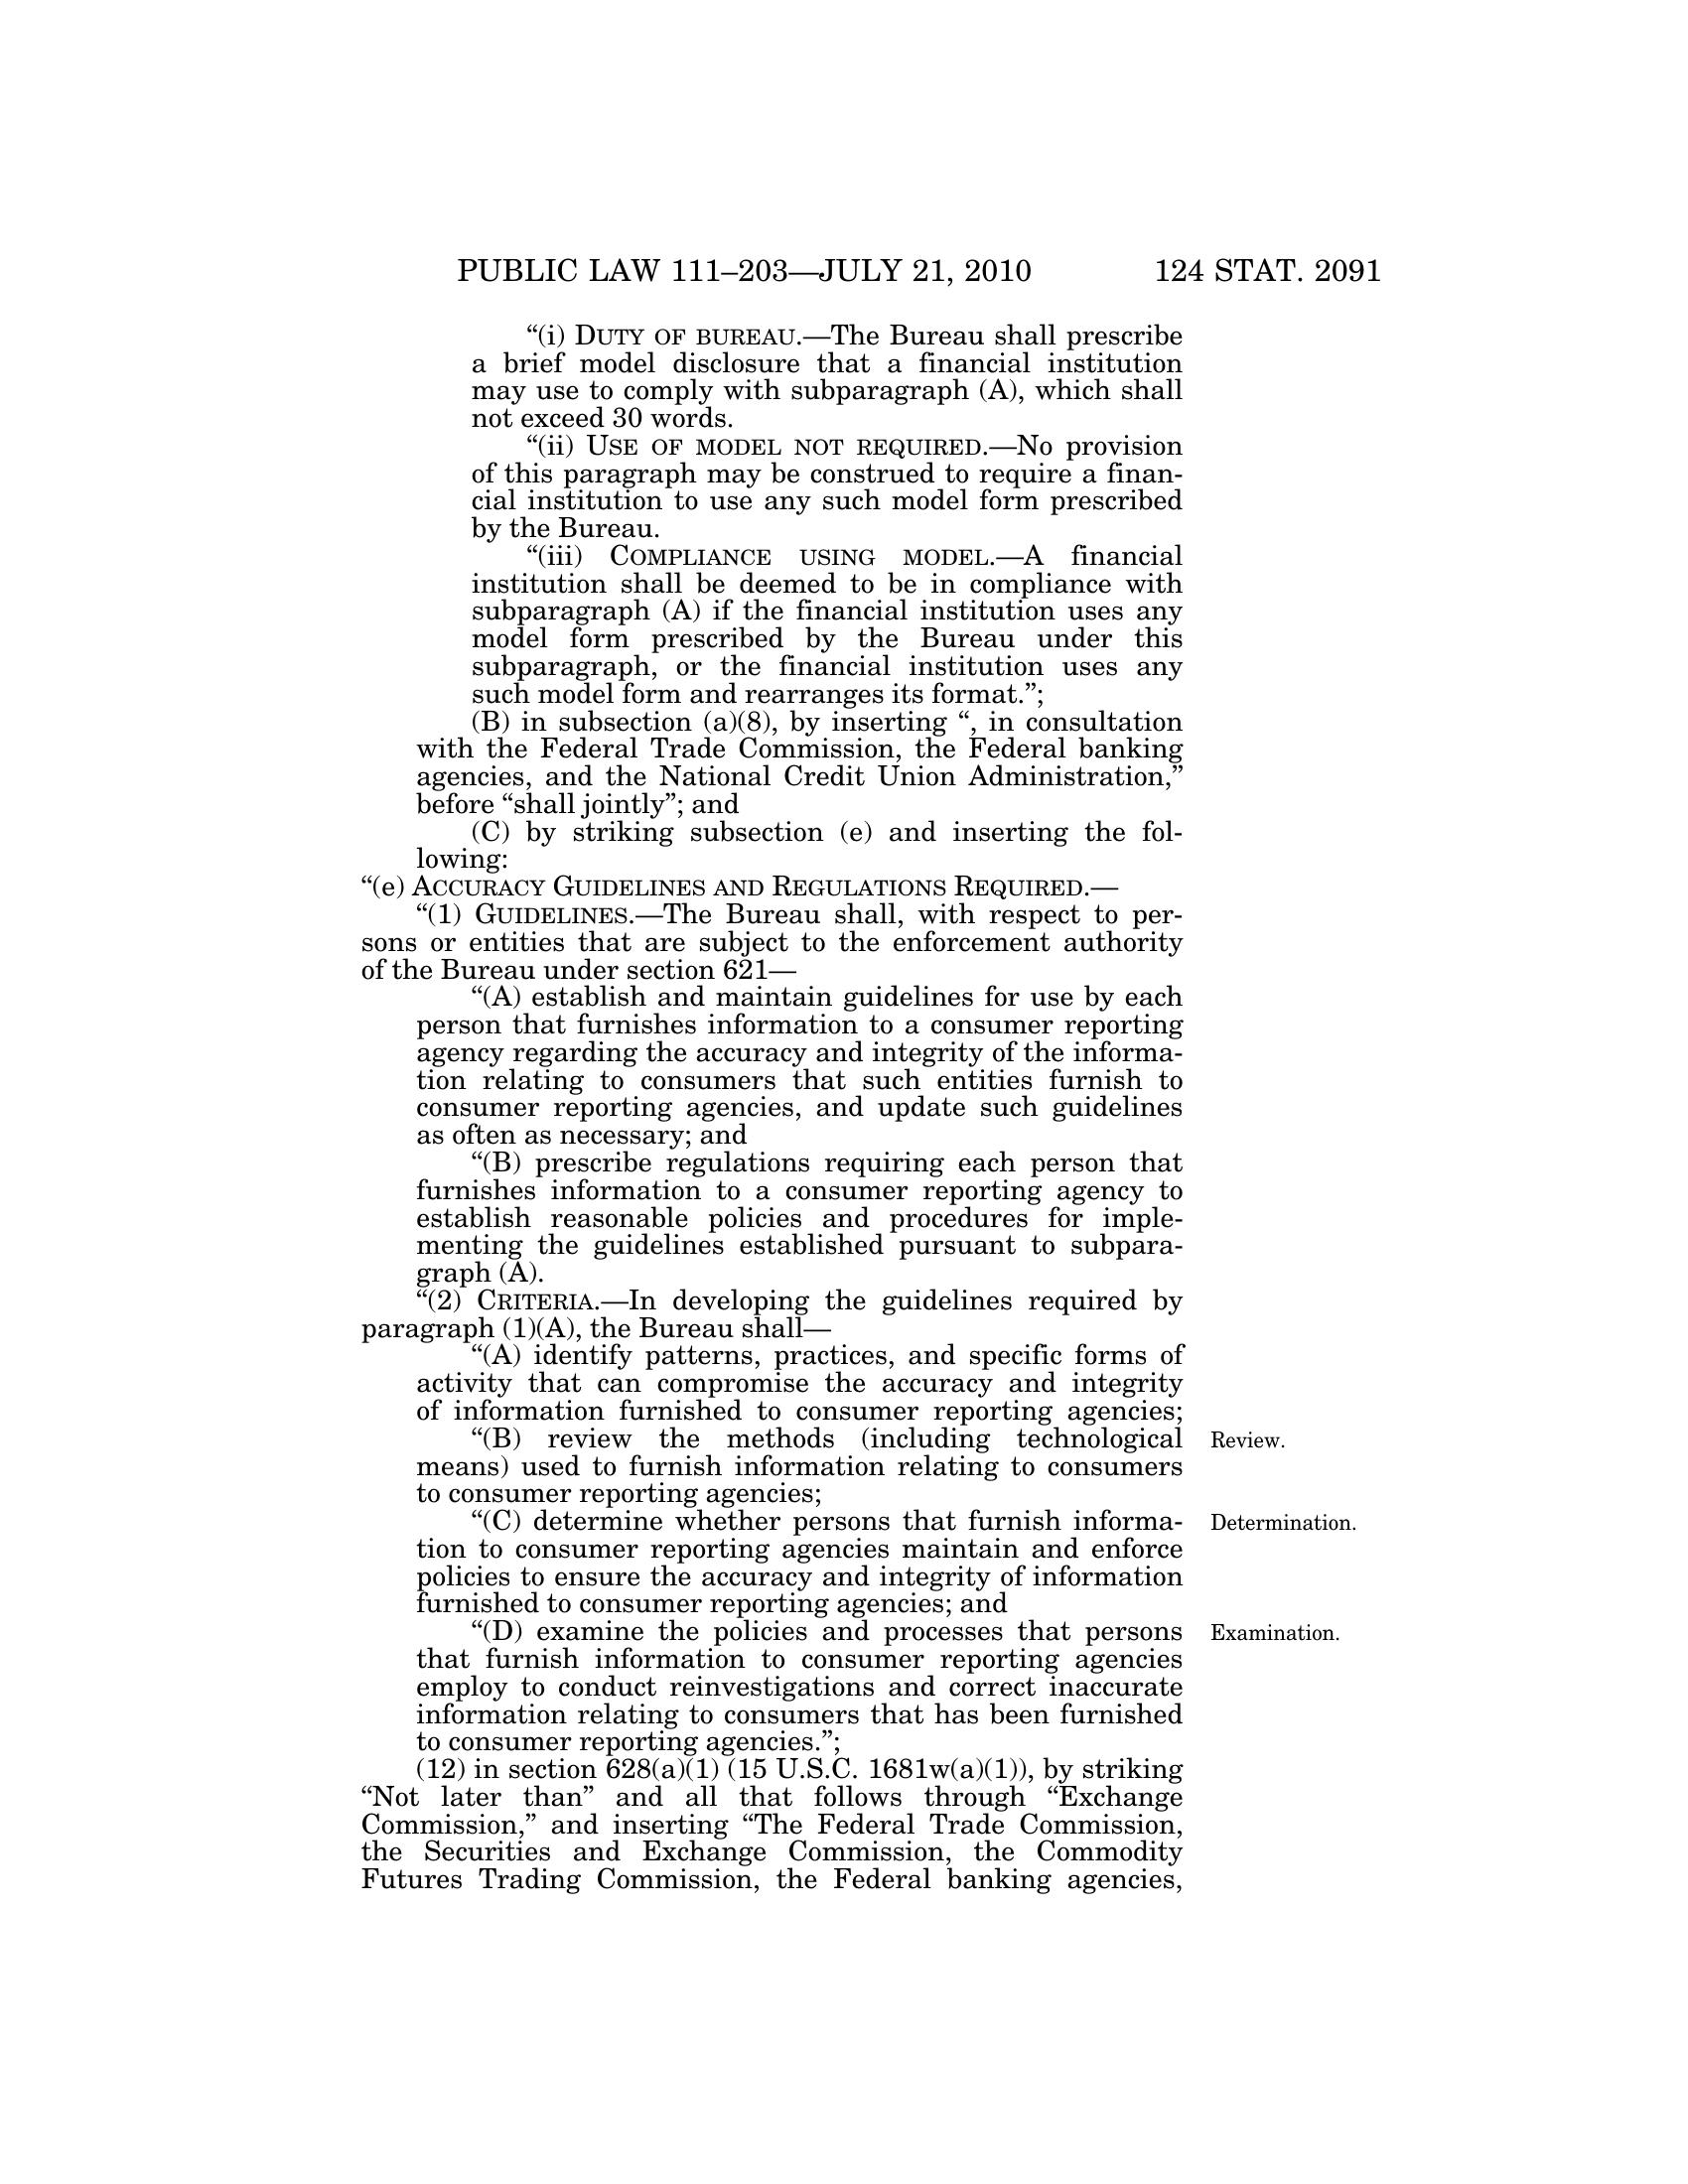 PUBLIC LAW 111–203—JULY 21, 2010 124 STAT. 2091
“(i) DUTY OF BUREAU.—The Bureau shall prescribe
a brief model disclosure that a financial institution
may use to comply with subparagraph (A), which shall
not exceed 30 words.
“(ii) USE OF MODEL NOT REQUIRED.—No provision
of this paragraph may be construed to require a finan-
cial institution to use any such model form prescribed
by the Bureau.
“(iii) COMPLIANCE USING MODEL.—A financial
institution shall be deemed to be in compliance with
subparagraph (A) if the financial institution uses any
model form prescribed by the Bureau under this
subparagraph, or the financial institution uses any
such model form and rearranges its format.”;
(B) in subsection (a)(8), by inserting “, in consultation
with the Federal Trade Commission, the Federal banking
agencies, and the National Credit Union Administration,”
before “shall jointly”; and
(C) by striking subsection (e) and inserting the fol-
lowing:
“(e) ACCURACY GUIDELINES AND REGULATIONS REQUIRED.—
“(1) GUIDELINES.—The Bureau shall, with respect to per-
sons or entities that are subject to the enforcement authority
of the Bureau under section 621—
“(A) establish and maintain guidelines for use by each
person that furnishes information to a consumer reporting
agency regarding the accuracy and integrity of the informa-
tion relating to consumers that such entities furnish to
consumer reporting agencies, and update such guidelines
as often as necessary; and
“(B) prescribe regulations requiring each person that
furnishes information to a consumer reporting agency to
establish reasonable policies and procedures for imple-
menting the guidelines established pursuant to subpara-
graph (A).
“(2) CRITERIA.—In developing the guidelines required by
paragraph (1)(A), the Bureau shall—
“(A) identify patterns, practices, and specific forms of
activity that can compromise the accuracy and integrity
of information furnished to consumer reporting agencies;
“(B) review the methods (including technological Review.
means) used to furnish information relating to consumers
to consumer reporting agencies;
“(C) determine whether persons that furnish informa- Determination.
tion to consumer reporting agencies maintain and enforce
policies to ensure the accuracy and integrity of information
furnished to consumer reporting agencies; and
“(D) examine the policies and processes that persons Examination.
that furnish information to consumer reporting agencies
employ to conduct reinvestigations and correct inaccurate
information relating to consumers that has been furnished
to consumer reporting agencies.”;
(12) in section 628(a)(1) (15 U.S.C. 1681w(a)(1)), by striking
“Not later than” and all that follows through “Exchange
Commission,” and inserting “The Federal Trade Commission,
the Securities and Exchange Commission, the Commodity
Futures Trading Commission, the Federal banking agencies,